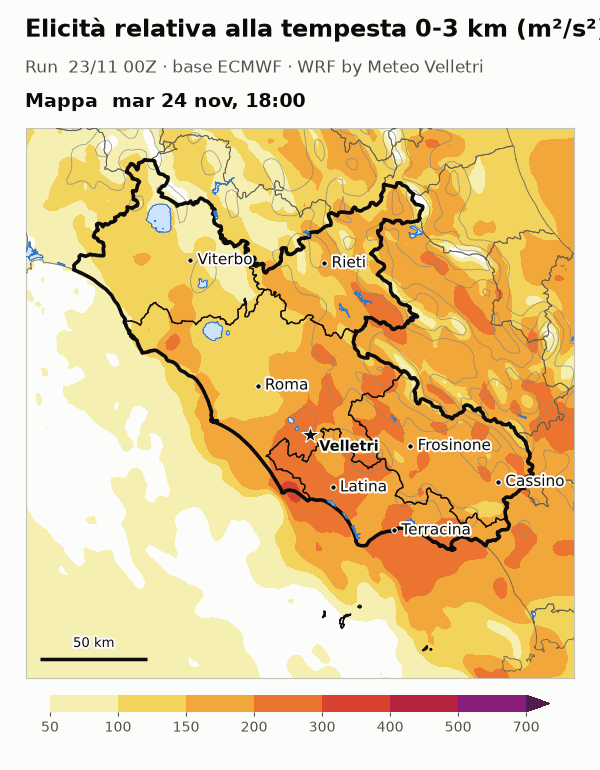 Elicità relativa alla tempesta 0-3 km (m²/s²)
Run 23/11 00Z · base ECMWF · WRF by Meteo Velletri
Mappa mar 24 nov, 18:00
Viterbo
Rieti
Roma
Velletri
Frosinone
Latina
Cassino
Terracina
50 km
50 100 150 200 300 400 500 700